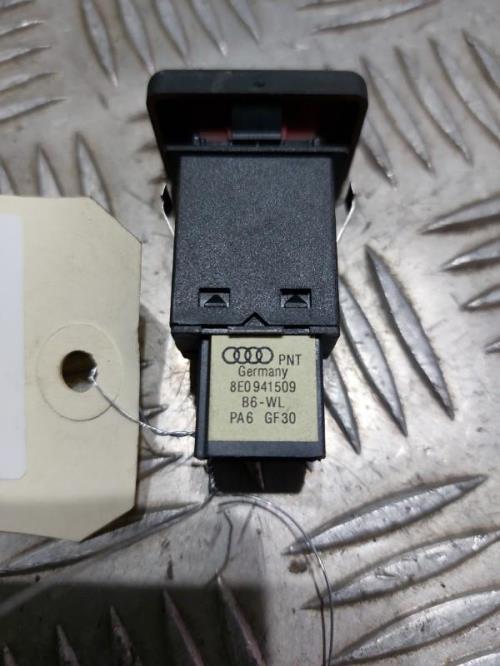 PNT
Germany
8E0941509
B6-WL
PA6 GF30